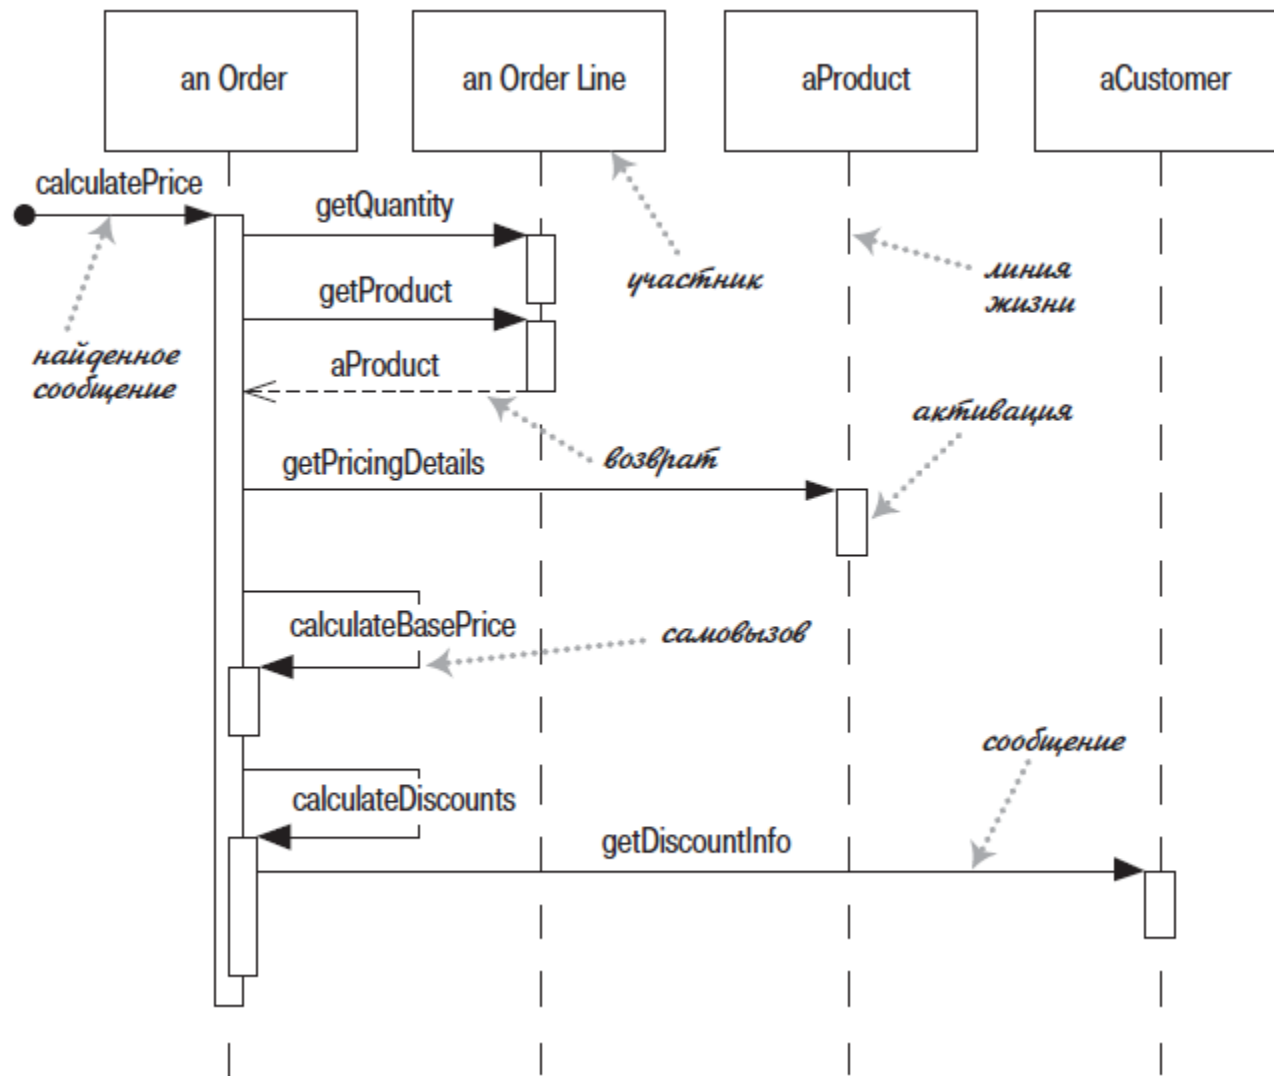 an Order
an Order Line
aProduct
aCustomer
calculatePrice
getQuantity
участник
линия
жизни
getProduct
найденное
сообщение
aProduct
активация
возврат
getPricingDetails
calculateBasePrice
самовызов
сообщение
calculateDiscounts
getDiscountInfo